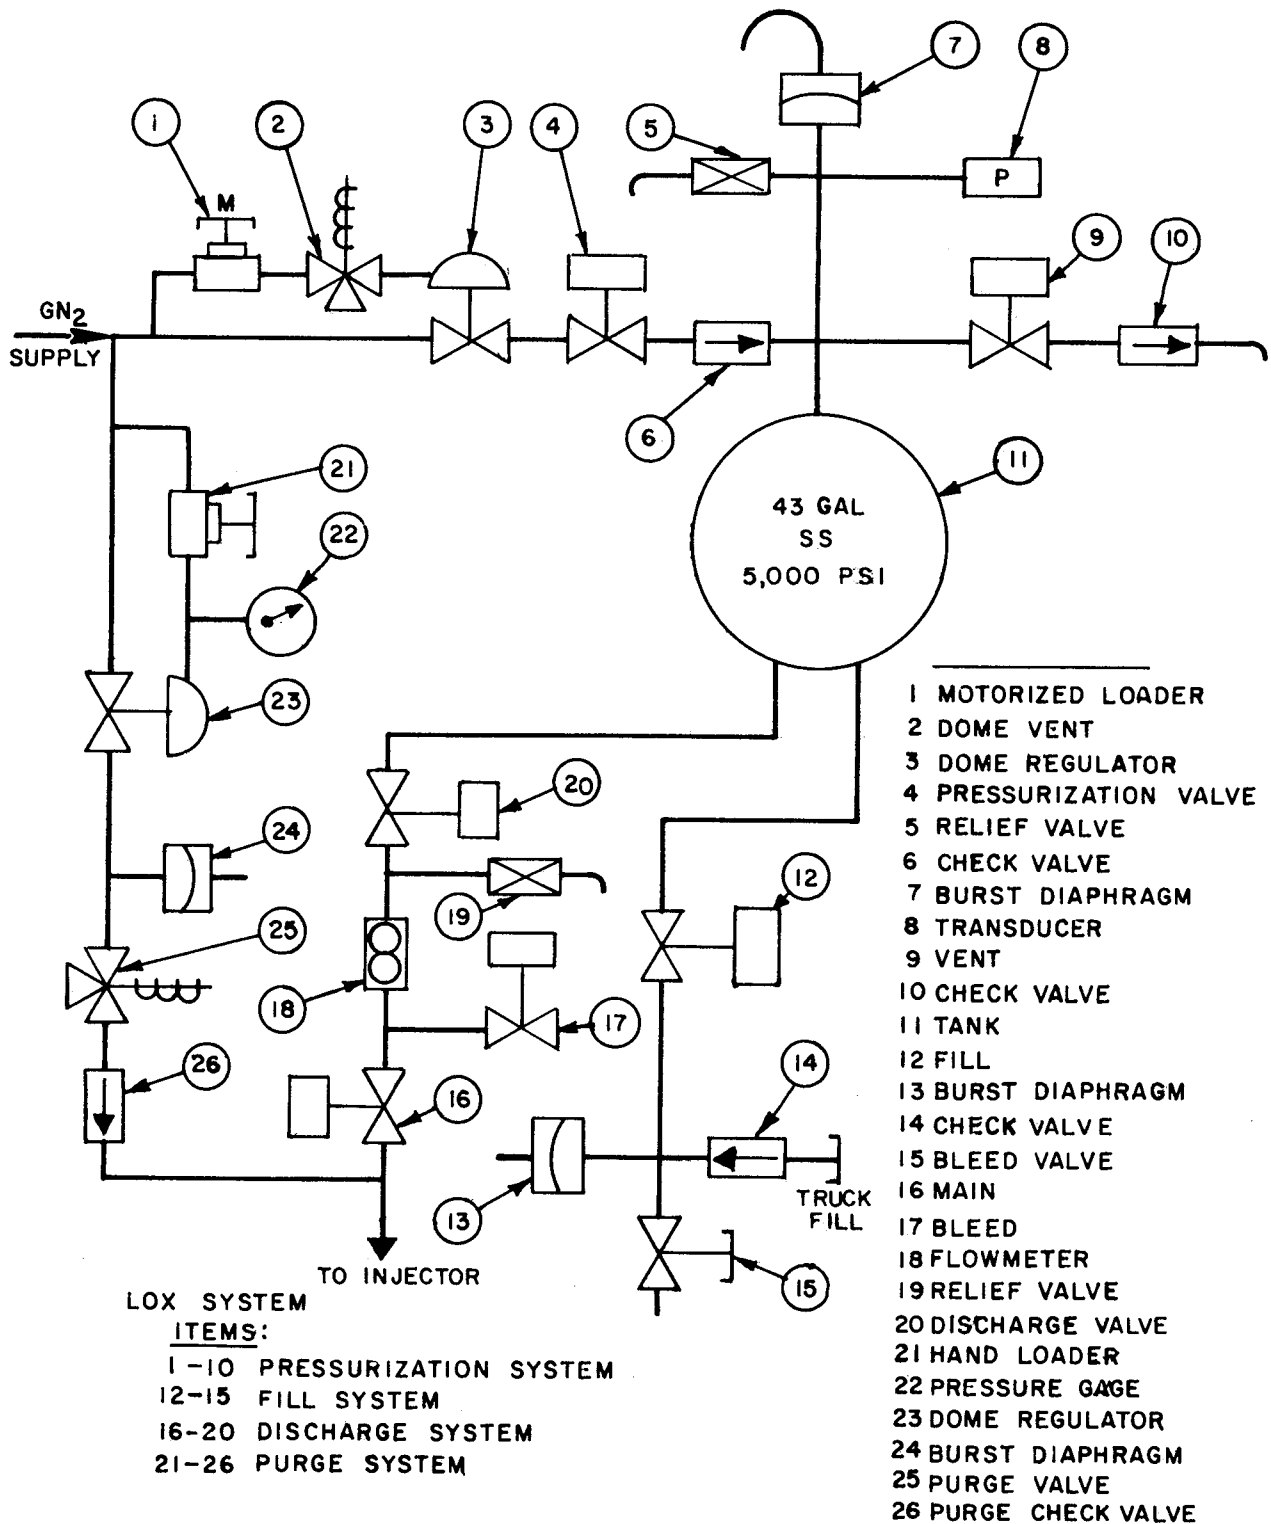 1
2
3
4
5
7
8
M
P
9
10
GN2
SUPPLY
6
21
11
43 GAL
SS
5,000 PSI
22
23
20
24
12
19
25
18
17
14
26
16
13
TRUCK
FILL
15
TO INJECTOR
1 MOTORIZED LOADER
2 DOME VENT
3 DOME REGULATOR
4 PRESSURIZATION VALVE
5 RELIEF VALVE
6 CHECK VALVE
7 BURST DIAPHRAGM
8 TRANSDUCER
9 VENT
10 CHECK VALVE
11 TANK
12 FILL
13 BURST DIAPHRAGM
14 CHECK VALVE
15 BLEED VALVE
16 MAIN
17 BLEED
18 FLOWMETER
19 RELIEF VALVE
20 DISCHARGE VALVE
21 HAND LOADER
22 PRESSURE GAGE
23 DOME REGULATOR
24 BURST DIAPHRAGM
25 PURGE VALVE
26 PURGE CHECK VALVE
LOX SYSTEM
ITEMS:
1-10 PRESSURIZATION SYSTEM
12-15 FILL SYSTEM
16-20 DISCHARGE SYSTEM
21-26 PURGE SYSTEM